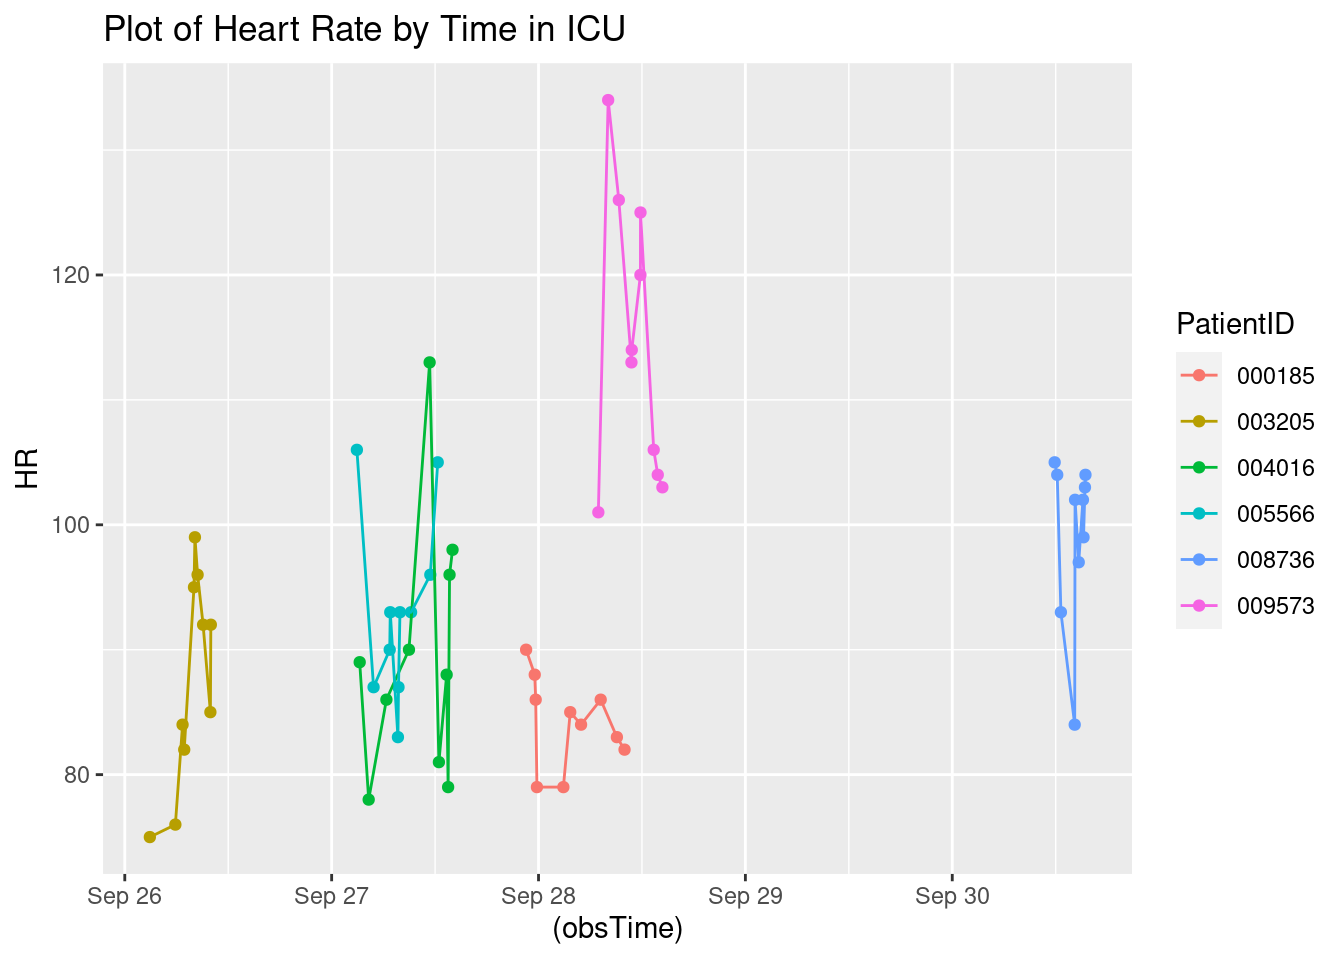 Plot of Heart Rate by Time in ICU
120
100
80
HR
Sep 26 Sep 27 Sep 28 Sep 29 Sep 30
(obsTime)
PatientID
000185
003205
004016
005566
008736
009573